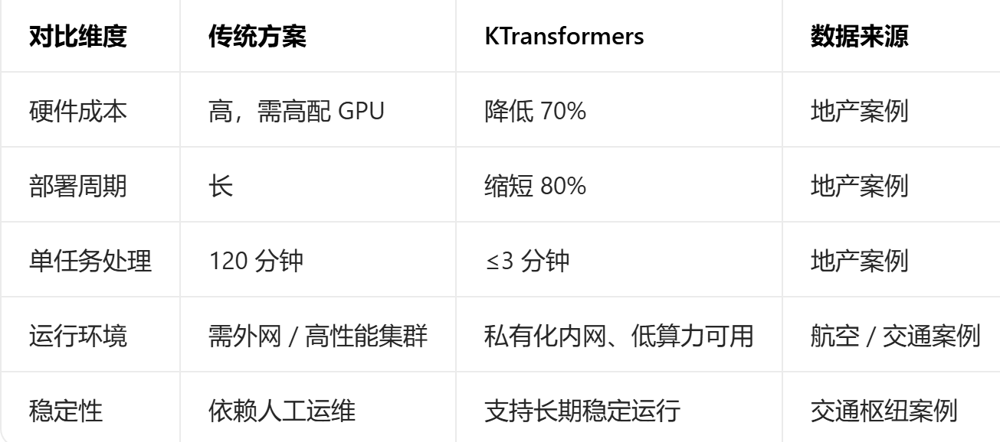 对比维度 传统方案 KTransformers 数据来源
硬件成本 高，需高配 GPU 降低 70% 地产案例
部署周期 长 缩短 80% 地产案例
单任务处理 120 分钟 ≤3 分钟 地产案例
运行环境 需外网 / 高性能集群 私有化内网、低算力可用 航空 / 交通案例
稳定性 依赖人工运维 支持长期稳定运行 交通枢纽案例